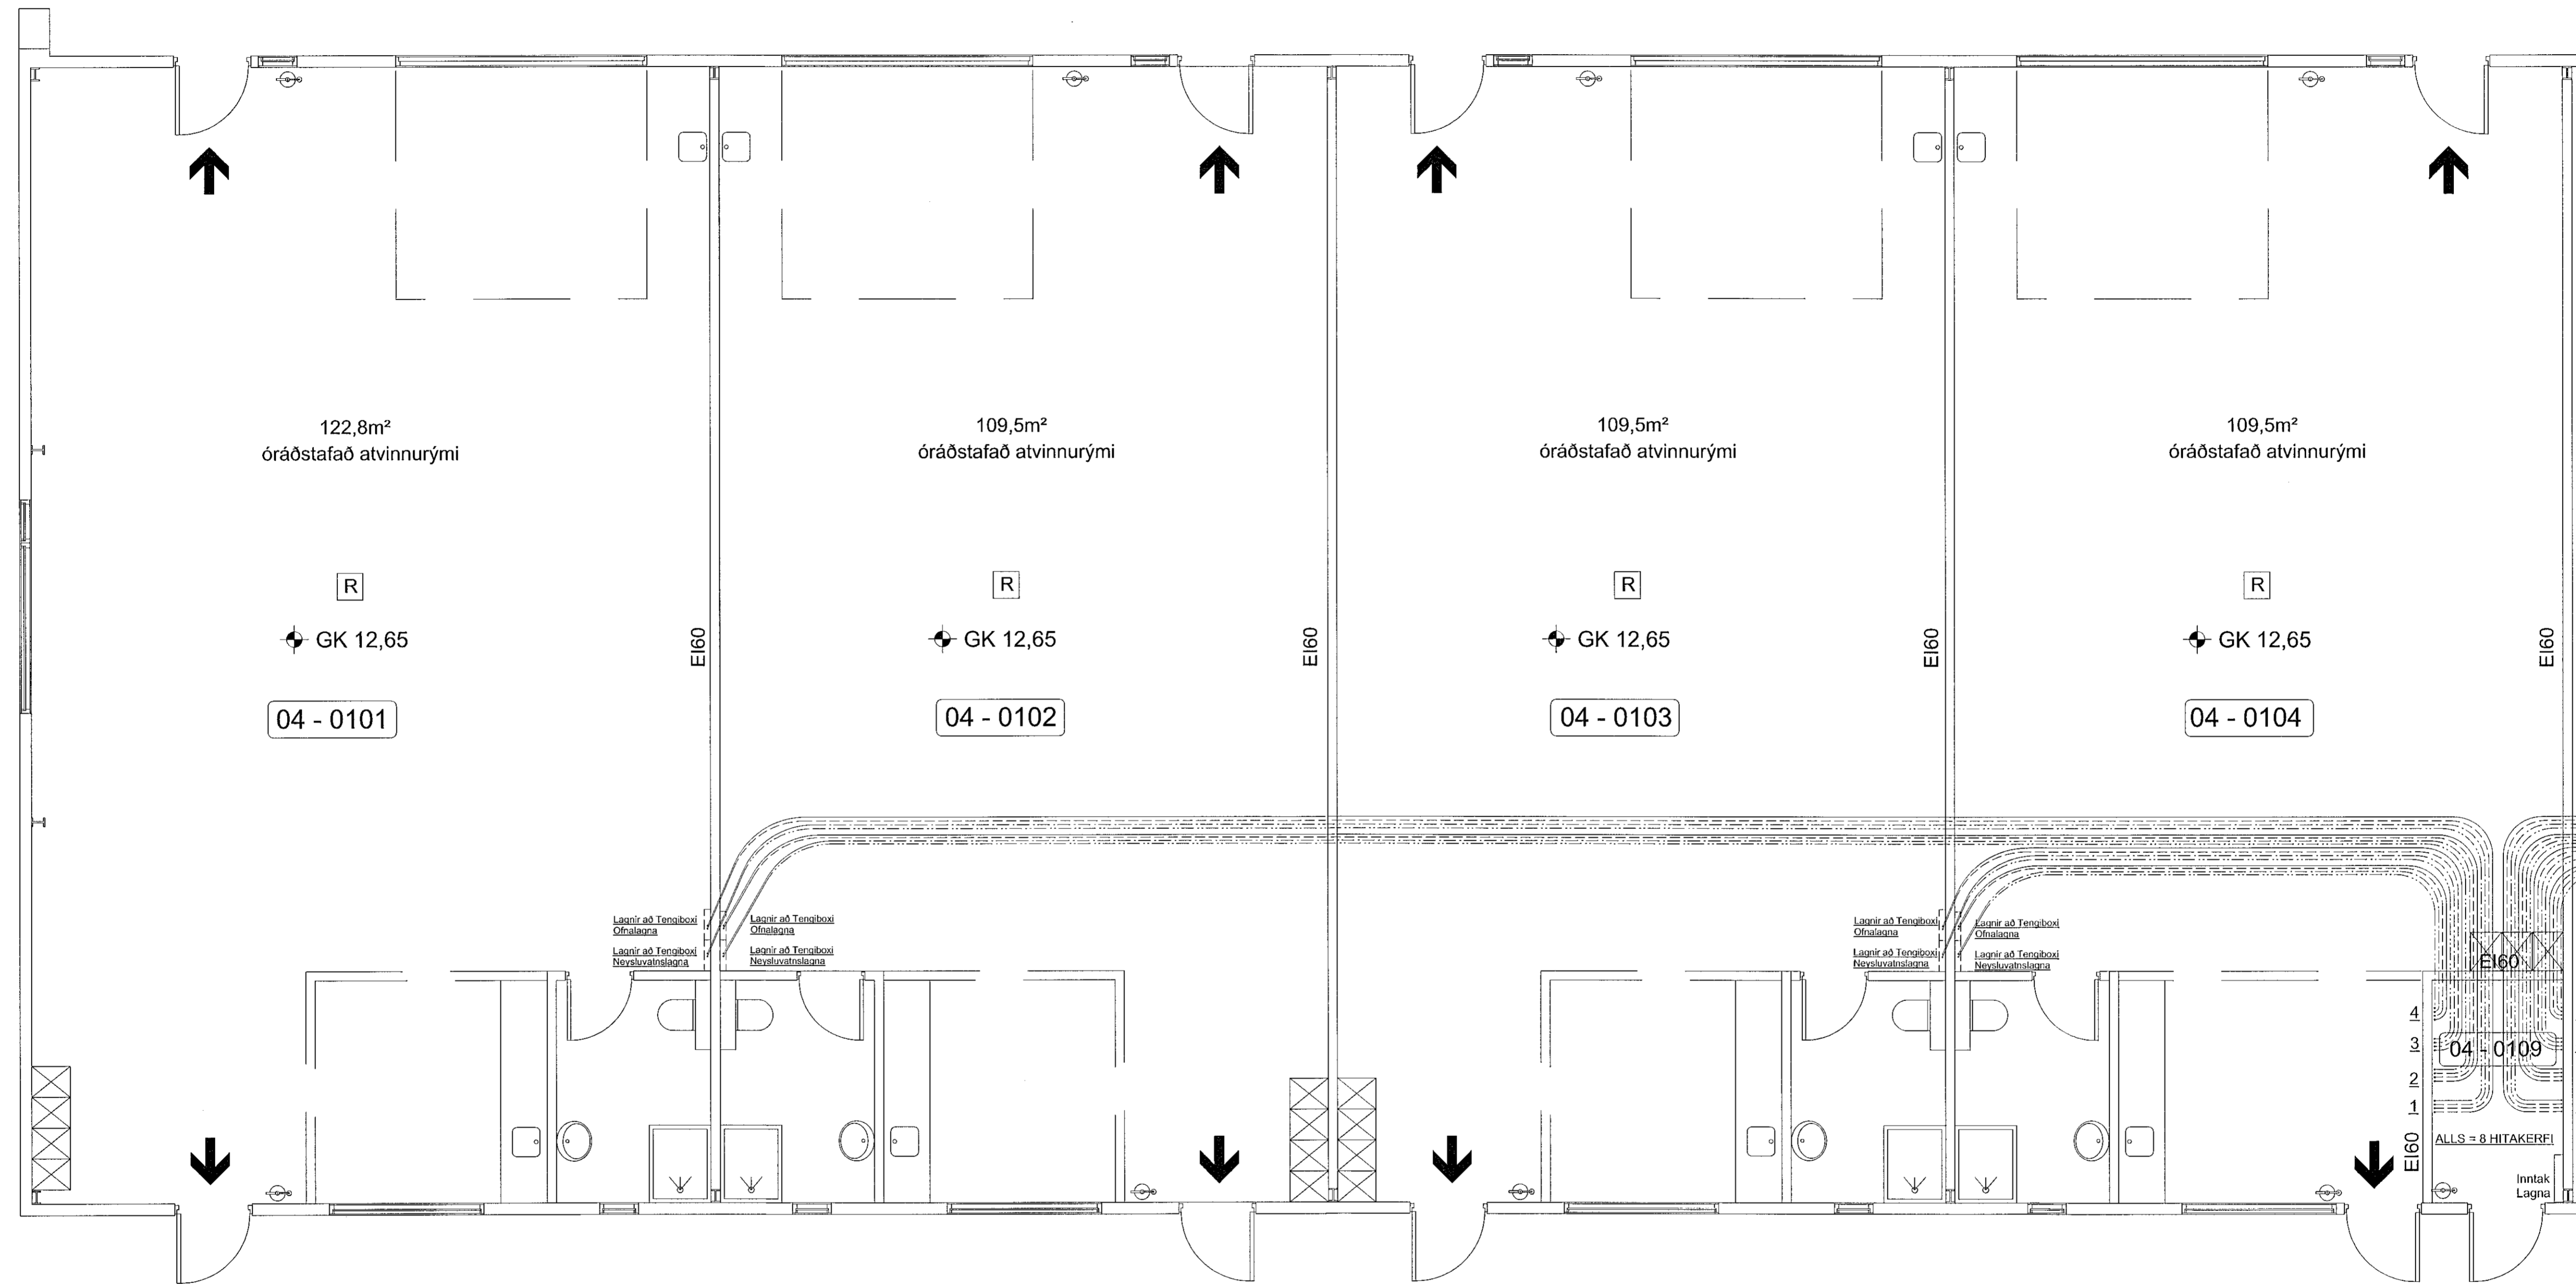 122,8m²
óráðstafað atvinnurými
109,5m²
óráðstafað atvinnurými
109,5m²
óráðstafað atvinnurými
109,5m²
óráðstafað atvinnurými
R
R
R
R
GK 12,65
GK 12,65
GK 12,65
GK 12,65
EI60
EI60
EI60
EI60
04 - 0101
04 - 0102
04 - 0103
04 - 0104
Lagnir að Tengiboxi
Ofnalagna
Lagnir að Tengiboxi
Neysluvatnslagna
Lagnir að Tengiboxi
Ofnalagna
Lagnir að Tengiboxi
Neysluvatnslagna
Lagnir að Tengiboxi
Ofnalagna
Lagnir að Tengiboxi
Neysluvatnslagna
Lagnir að Tengiboxi
Ofnalagna
Lagnir að Tengiboxi
Neysluvatnslagna
EI60
4
3
2
1
04 - 0109
ALLS = 8 HITAKERFI
EI60
Inntak
Lagna